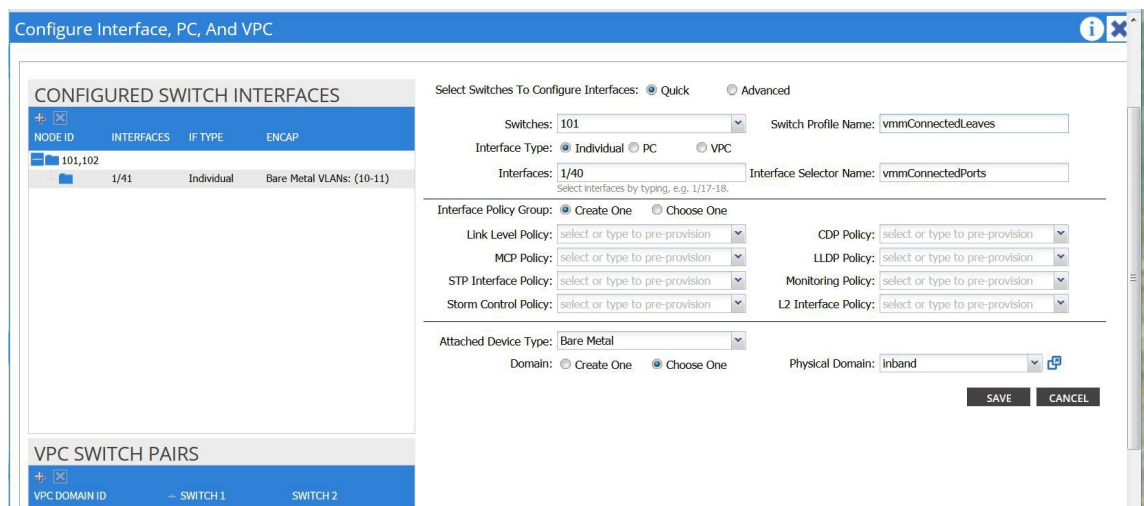 Configure Interface, PC, And VPC
CONFIGURED SWITCH INTERFACES
NODE ID INTERFACES IF TYPE ENCAP
101,102
1/41 Individual Bare Metal VLANs: (10-11)
VPC SWITCH PAIRS
VPC DOMAIN ID SWITCH 1 SWITCH 2
Select Switches To Configure Interfaces: Quick Advanced
Switches: 101 Switch Profile Name: vmmConnectedLeaves
Interface Type: Individual PC VPC
Interfaces: 1/40 Interface Selector Name: vmmConnectedPorts
Select interfaces by typing, e.g. 1/17-18.
Interface Policy Group: Create One Choose One
Link Level Policy: select or type to pre-provision CDP Policy: select or type to pre-provision
MCP Policy: select or type to pre-provision LLDP Policy: select or type to pre-provision
STP Interface Policy: select or type to pre-provision Monitoring Policy: select or type to pre-provision
Storm Control Policy: select or type to pre-provision L2 Interface Policy: select or type to pre-provision
Attached Device Type: Bare Metal
Domain: Create One Choose One Physical Domain: inband
SAVE CANCEL